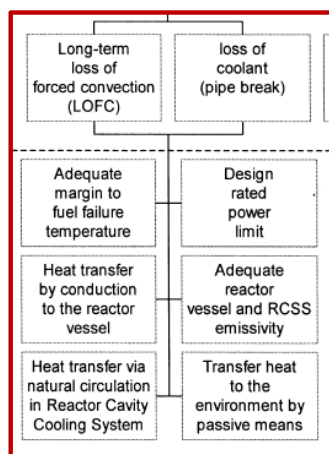 Long-term
loss of
forced convection
(LOFC)
loss of
coolant
(pipe break)
Adequate
margin to
fuel failure
temperature
Design
rated
power
limit
Heat transfer
by conduction
to the reactor
vessel
Adequate
reactor
vessel and RCSS
emissivity
Heat transfer via
natural circulation
in Reactor Cavity
Cooling System
Transfer heat
to the
environment by
passive means